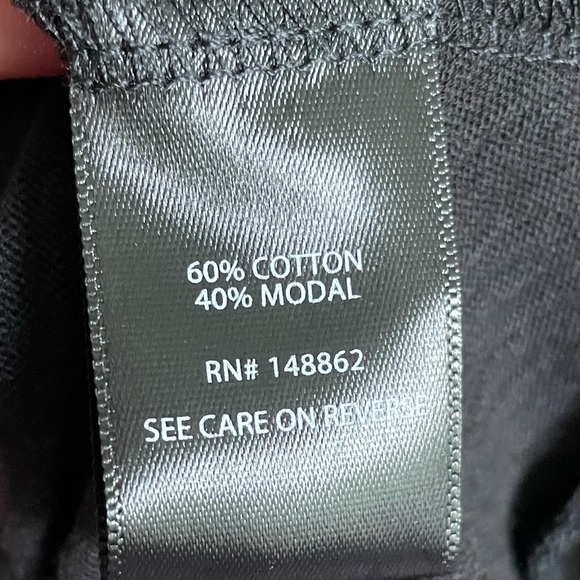 60% COTTON
40% MODAL
RN# 148862
SEE CARE ON REVERSE